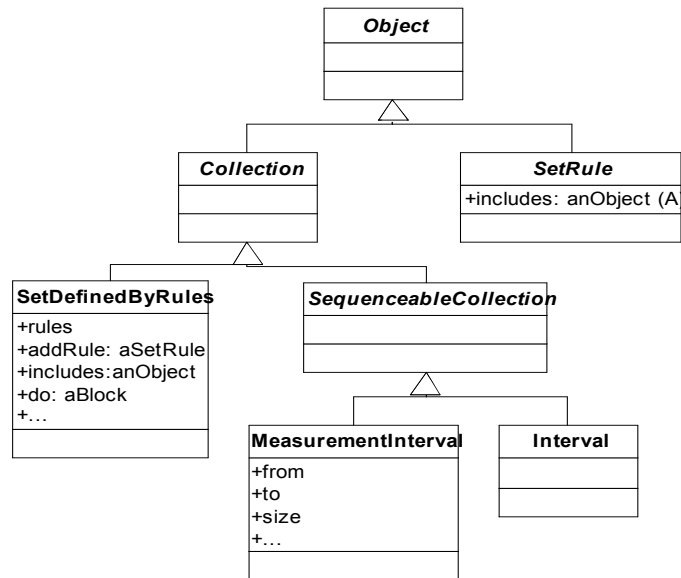 Object
Collection
SetRule
+includes: anObject (A)
SetDefinedByRules
+rules
+addRule: aSetRule
+includes:anObject
+do: aBlock
+...
SequenceableCollection
MeasurementInterval
+from
+to
+size
+...
Interval